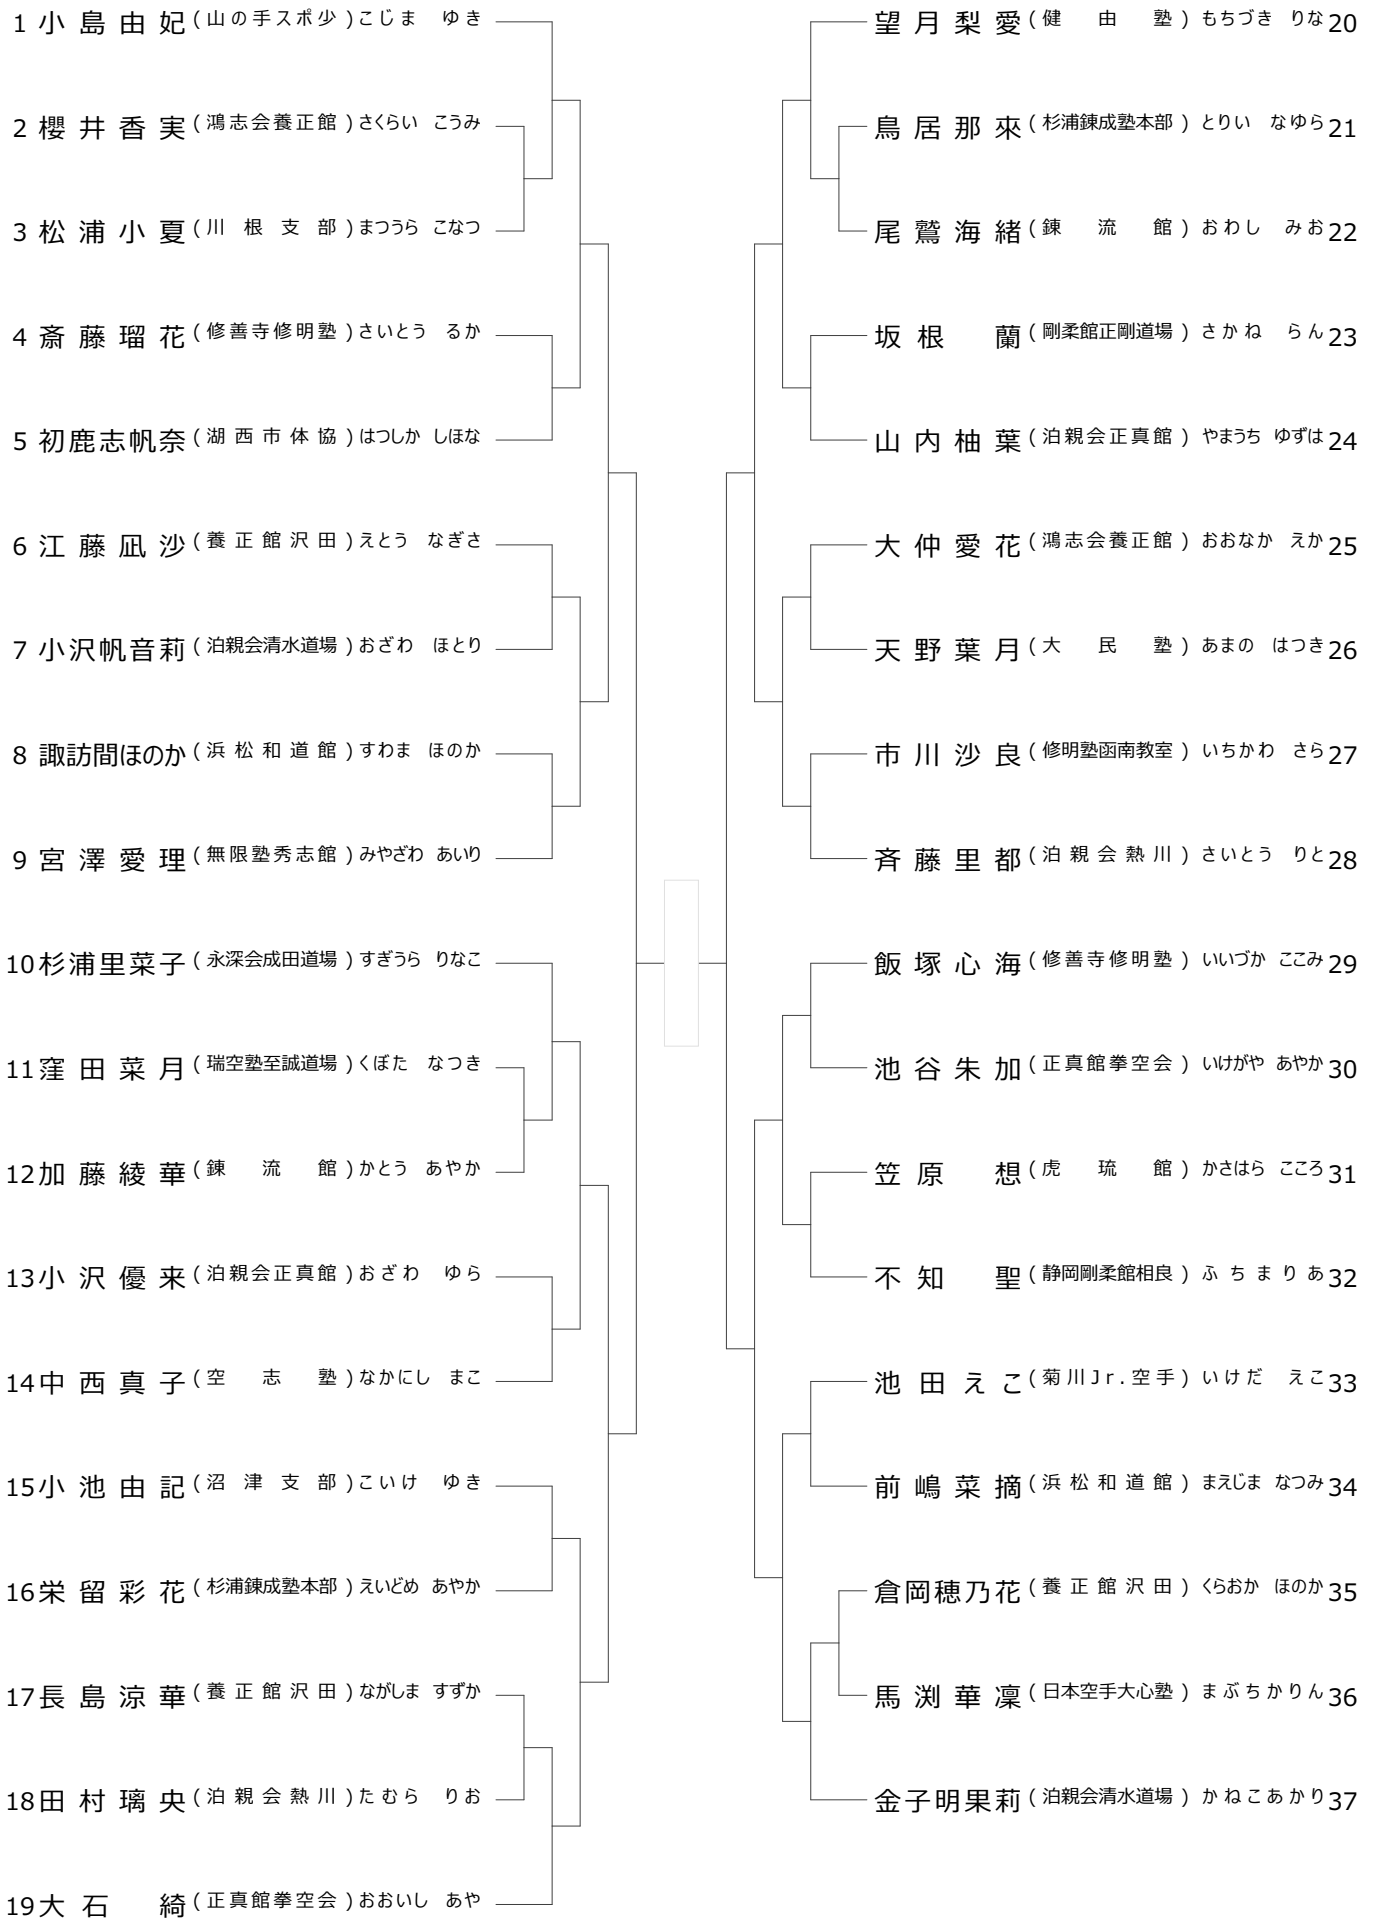 1 小島由妃 (山の手スポ少) こじま ゆき
2 櫻井香実 (鴻志会養正館) さくらい こうみ
3 松浦小夏 (川根支部) まつうら こなつ
4 斎藤瑠花 (修善寺修明塾) さいとう るか
5 初鹿志帆奈 (湖西市体協) はつしか しほな
6 江藤凪沙 (養正館沢田) えとう なぎさ
7 小沢帆音莉 (泊親会清水道場) おざわ ほとり
8 諏訪間ほのか (浜松和道館) すわま ほのか
9 宮澤愛理 (無限塾秀志館) みやざわ あいり
10 杉浦里菜子 (永深会成田道場) すぎうら りなこ
11 窪田菜月 (瑞空塾至誠道場) くぼた なつき
12 加藤綾華 (錬流館) かとう あやか
13 小沢優来 (泊親会正真館) おざわ ゆら
14 中西真子 (空志塾) なかにし まこ
15 小池由記 (沼津支部) こいけ ゆき
16 栄留彩花 (杉浦錬成塾本部) えいどめ あやか
17 長島涼華 (養正館沢田) ながしま すずか
18 田村璃央 (泊親会熱川) たむら りお
19 大石綺 (正真館拳空会) おおいし あや
望月梨愛 (健由塾) もちづき りな 20
鳥居那來 (杉浦錬成塾本部) とりい なゆら 21
尾鷲海緒 (錬流館) おわし みお 22
坂根蘭 (剛柔館正剛道場) さかね らん 23
山内柚葉 (泊親会正真館) やまうち ゆずは 24
大仲愛花 (鴻志会養正館) おおなか えか 25
天野葉月 (大民塾) あまの はつき 26
市川沙良 (修明塾函南教室) いちかわ さら 27
斉藤里都 (泊親会熱川) さいとう りと 28
飯塚心海 (修善寺修明塾) いいづか ここみ 29
池谷朱加 (正真館拳空会) いけがや あやか 30
笠原想 (虎琉館) かさはら こころ 31
不知聖 (静岡剛柔館相良) ふちまりあ 32
池田えこ (菊川Jr.空手) いけだ えこ 33
前嶋菜摘 (浜松和道館) まえじま なつみ 34
倉岡穂乃花 (養正館沢田) くらおか ほのか 35
馬渕華凜 (日本空手大心塾) まぶちかりん 36
金子明果莉 (泊親会清水道場) かねこあかり 37